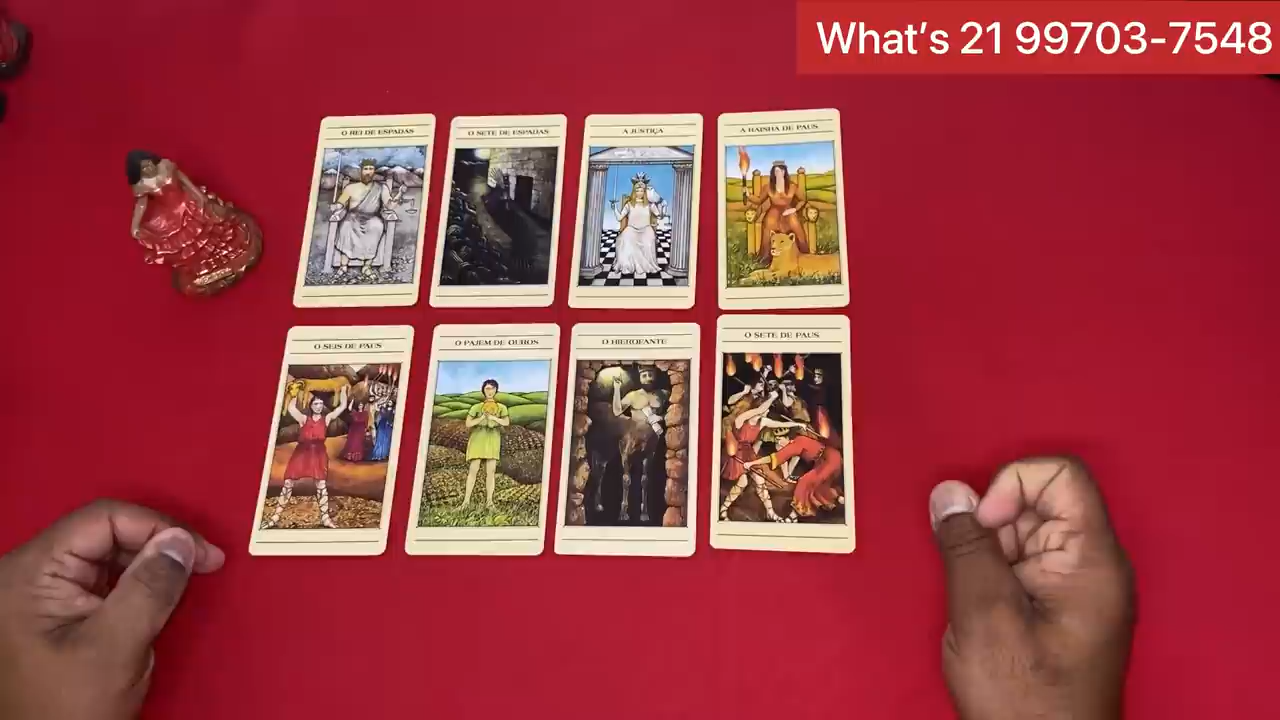 What's 21 99703-7548
O REI DE ESPADAS
O SETE DE ESPADAS
A JUSTIÇA
A RAINHA DE PAUS
O SEIS DE PAUS
O PAJEM DE OUROS
O HIEROFANTE
O SETE DE PAUS